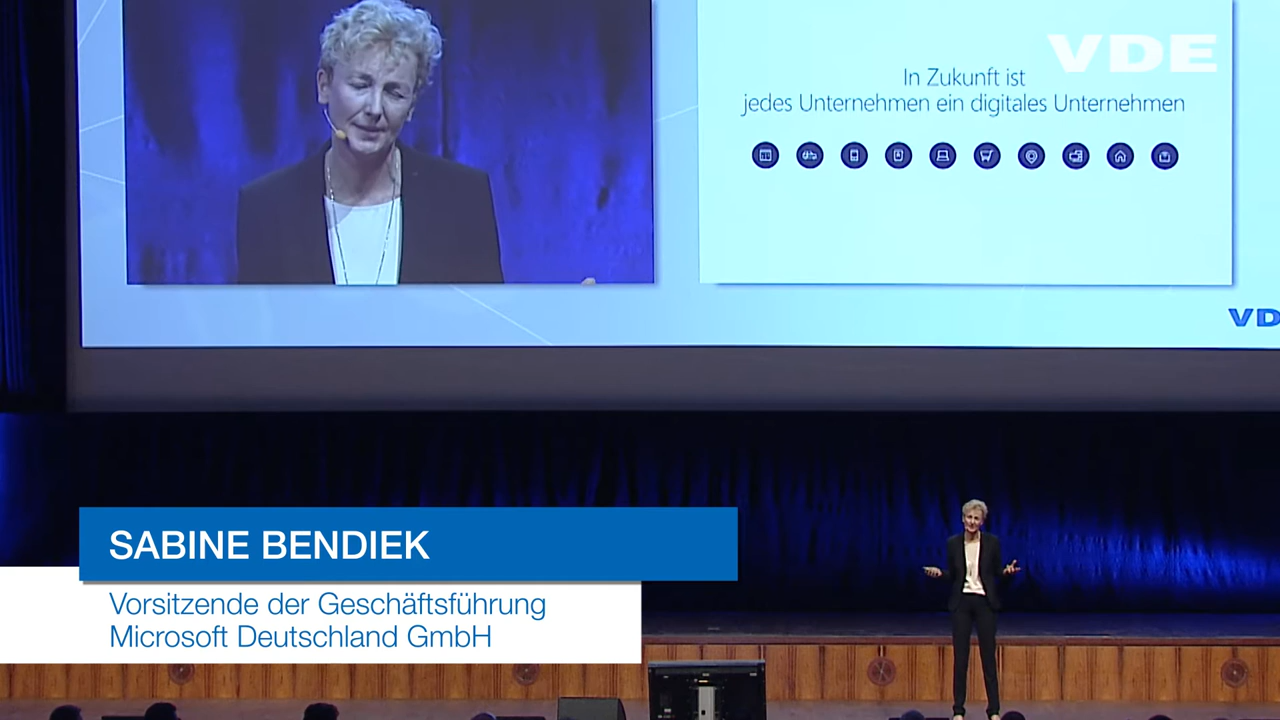 VDE
In Zukunft ist
jedes Unternehmen ein digitales Unternehmen
VD
SABINE BENDIEK
Vorsitzende der Geschäftsführung
Microsoft Deutschland GmbH